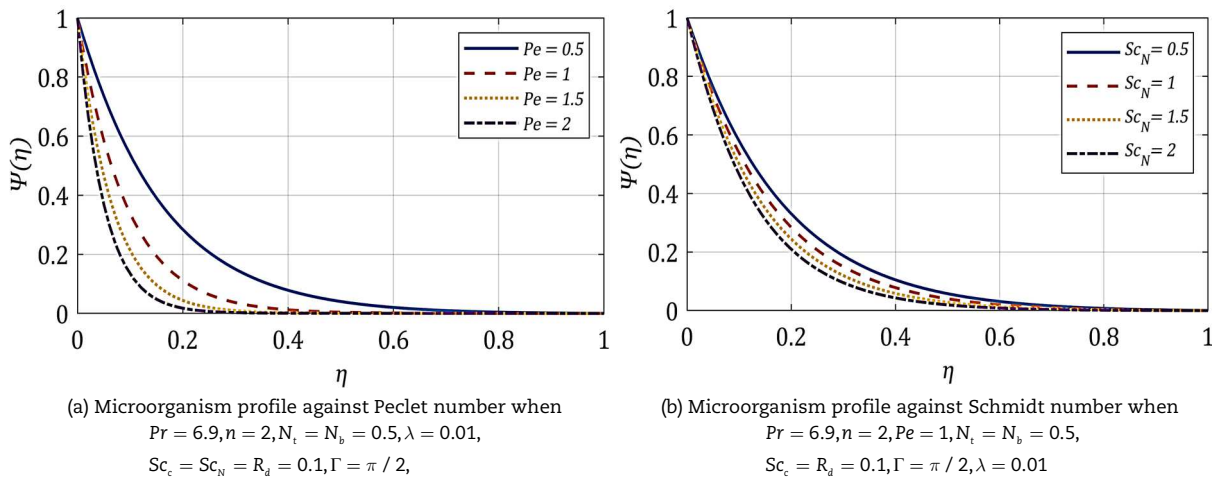 1
0.8
0.6
0.4
0.2
0
Ψ(η)
Pe = 0.5
Pe = 1
Pe = 1.5
Pe = 2
0 0.2 0.4 0.6 0.8 1
η
(a) Microorganism profile against Peclet number when
Pr = 6.9, n = 2, N_t = N_b = 0.5, λ = 0.01,
Sc_c = Sc_N = R_d = 0.1, Γ = π / 2,
1
0.8
0.6
0.4
0.2
0
Ψ(η)
Sc_N = 0.5
Sc_N = 1
Sc_N = 1.5
Sc_N = 2
0 0.2 0.4 0.6 0.8 1
η
(b) Microorganism profile against Schmidt number when
Pr = 6.9, n = 2, Pe = 1, N_t = N_b = 0.5,
Sc_c = R_d = 0.1, Γ = π / 2, λ = 0.01